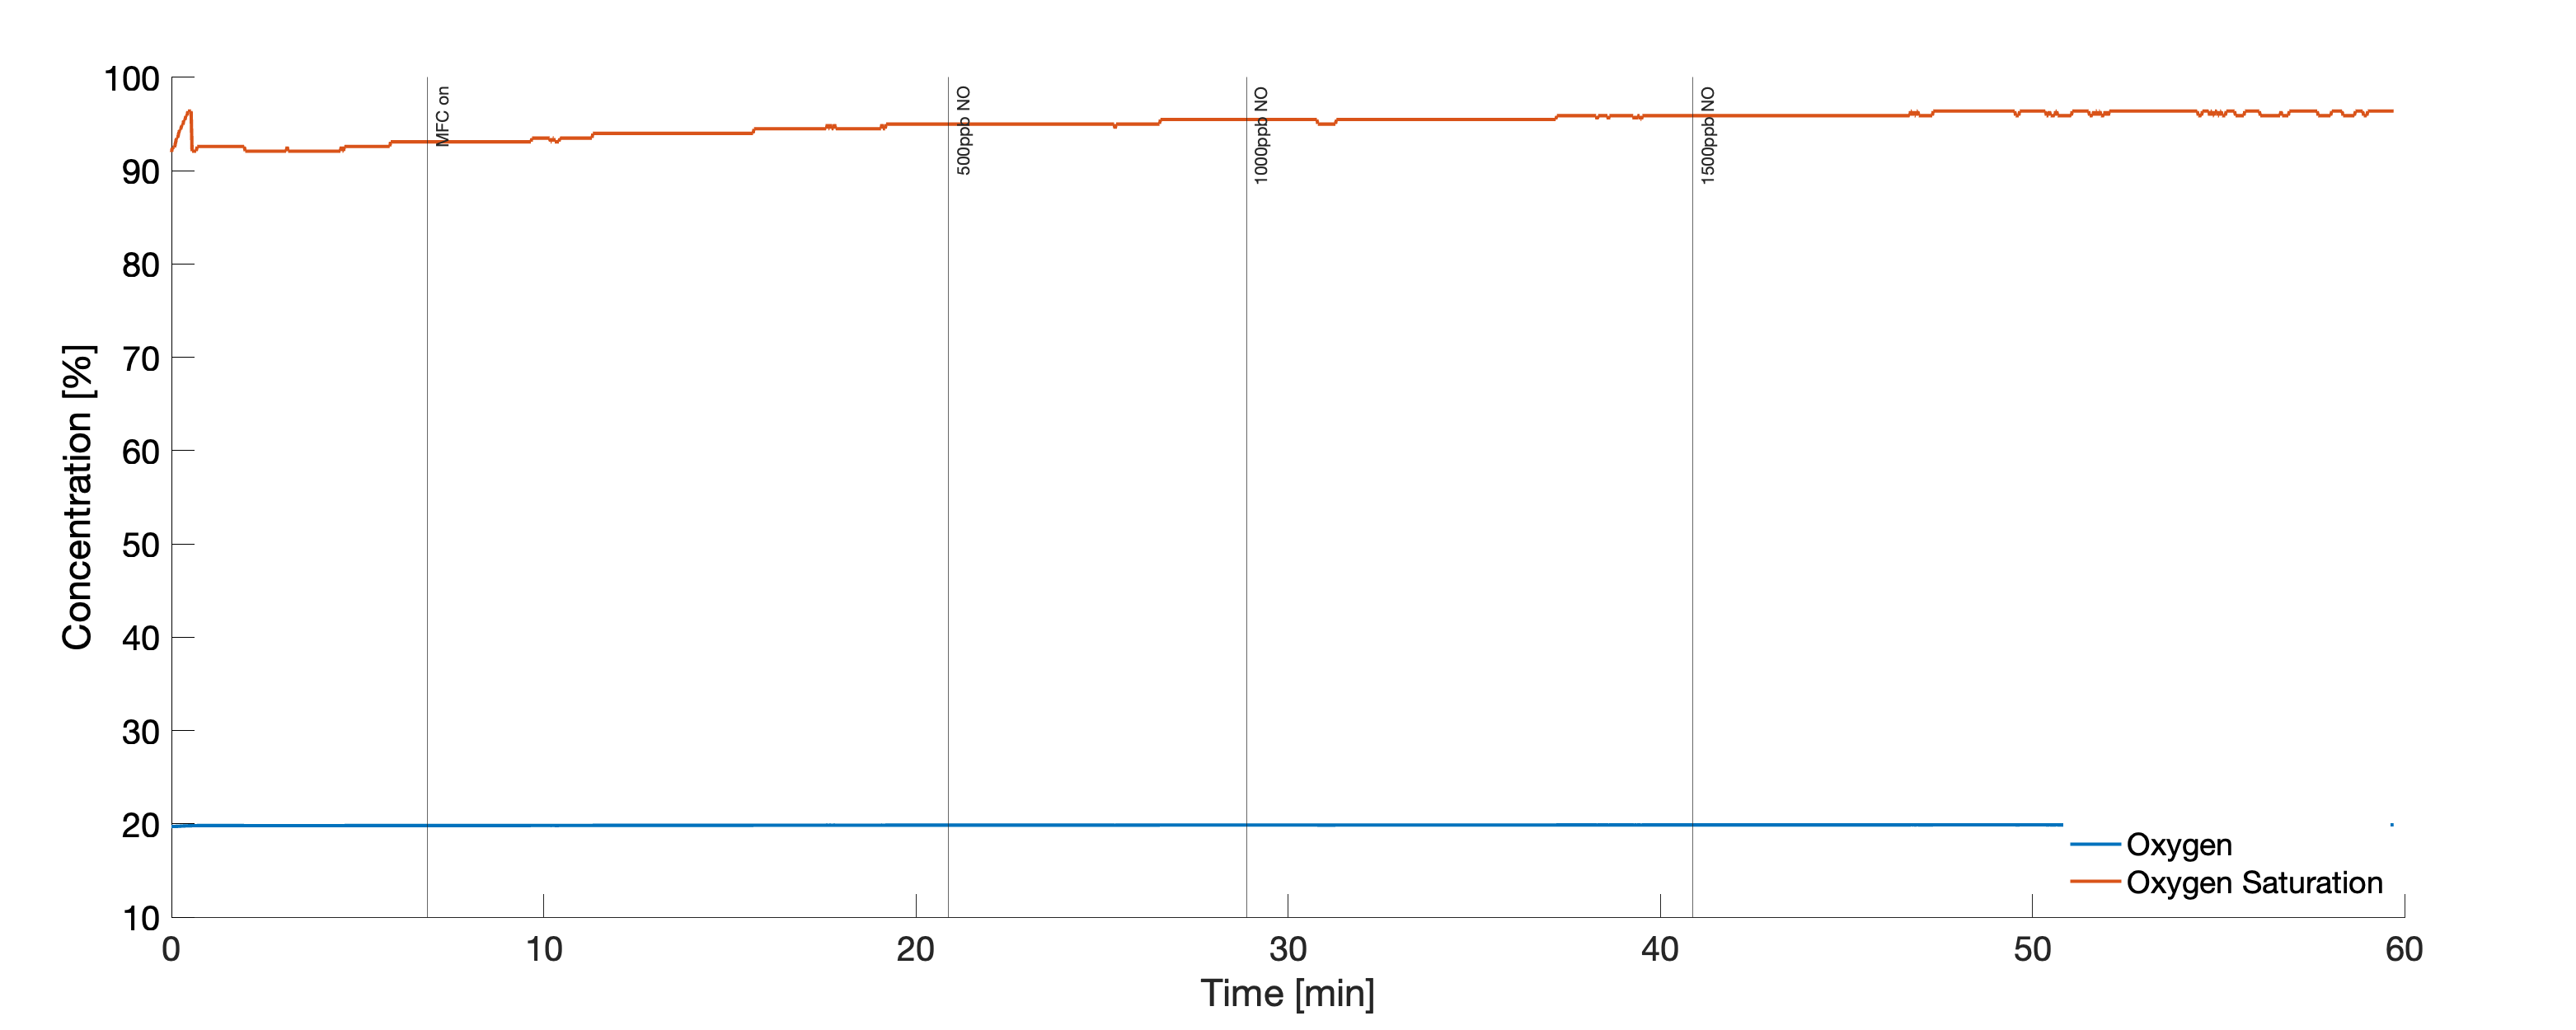 100
90
80
70
60
50
40
30
20
10
Concentration [%]
MFC on
500ppb NO
1000ppb NO
1500ppb NO
Oxygen
Oxygen Saturation
0 10 20 30 40 50 60
Time [min]